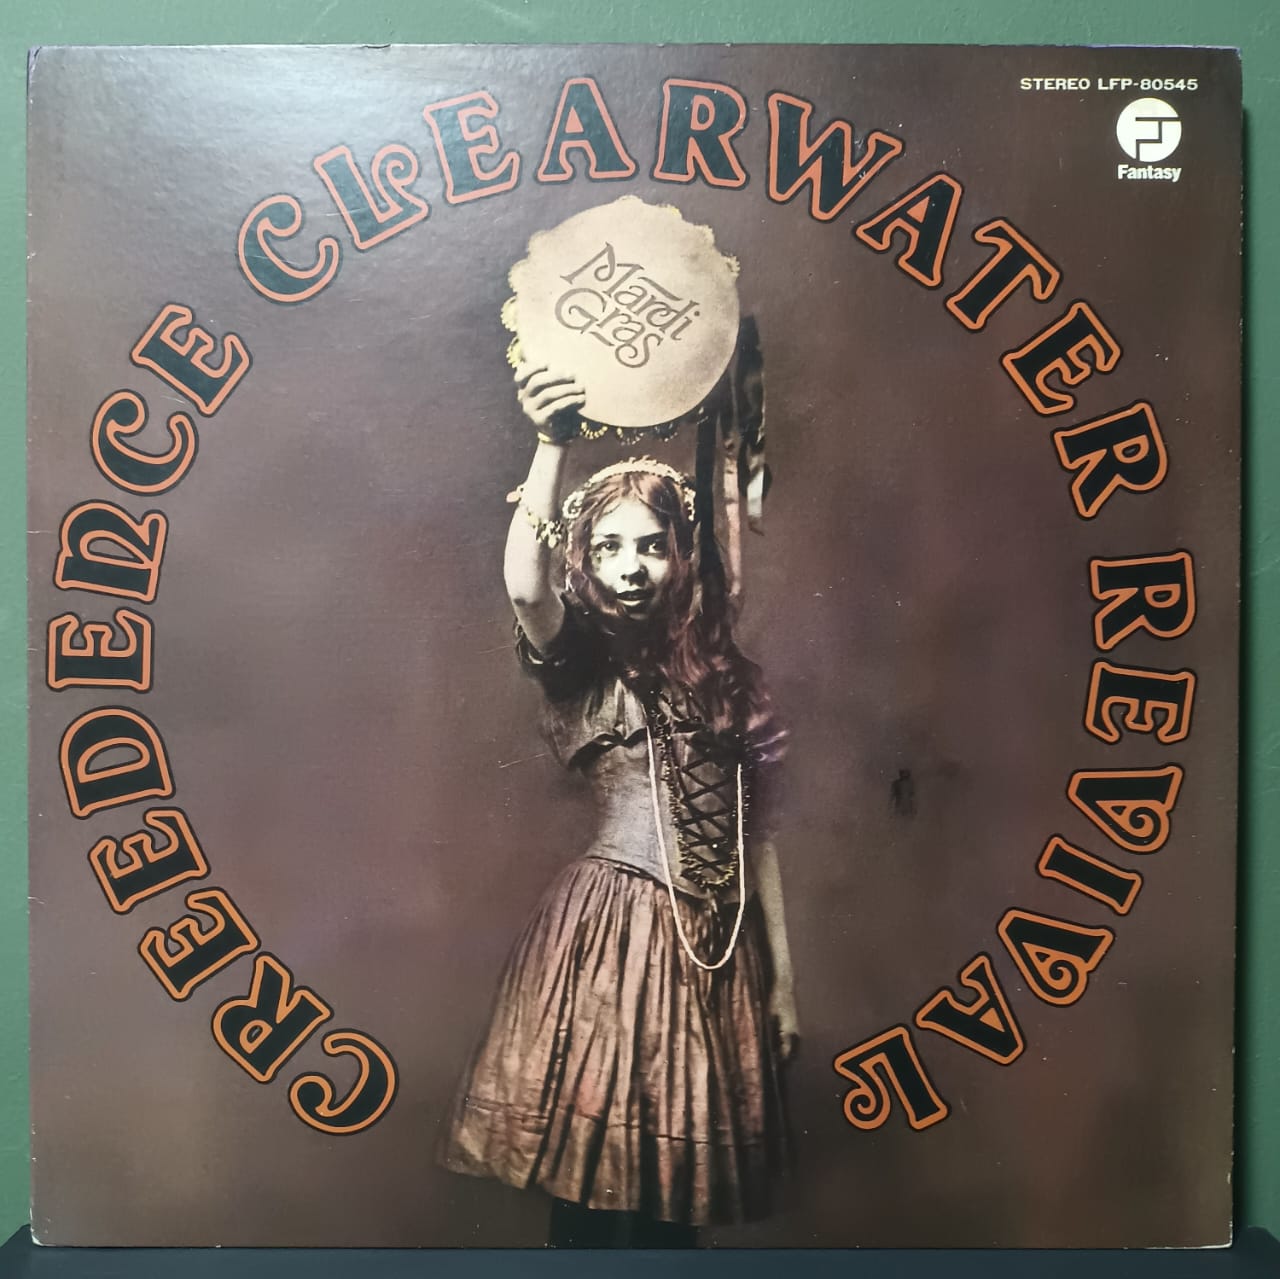 STEREO LFP-80545
Fantasy
CREEDENCE CLEARWATER REVIVAL
Mardi
Gras